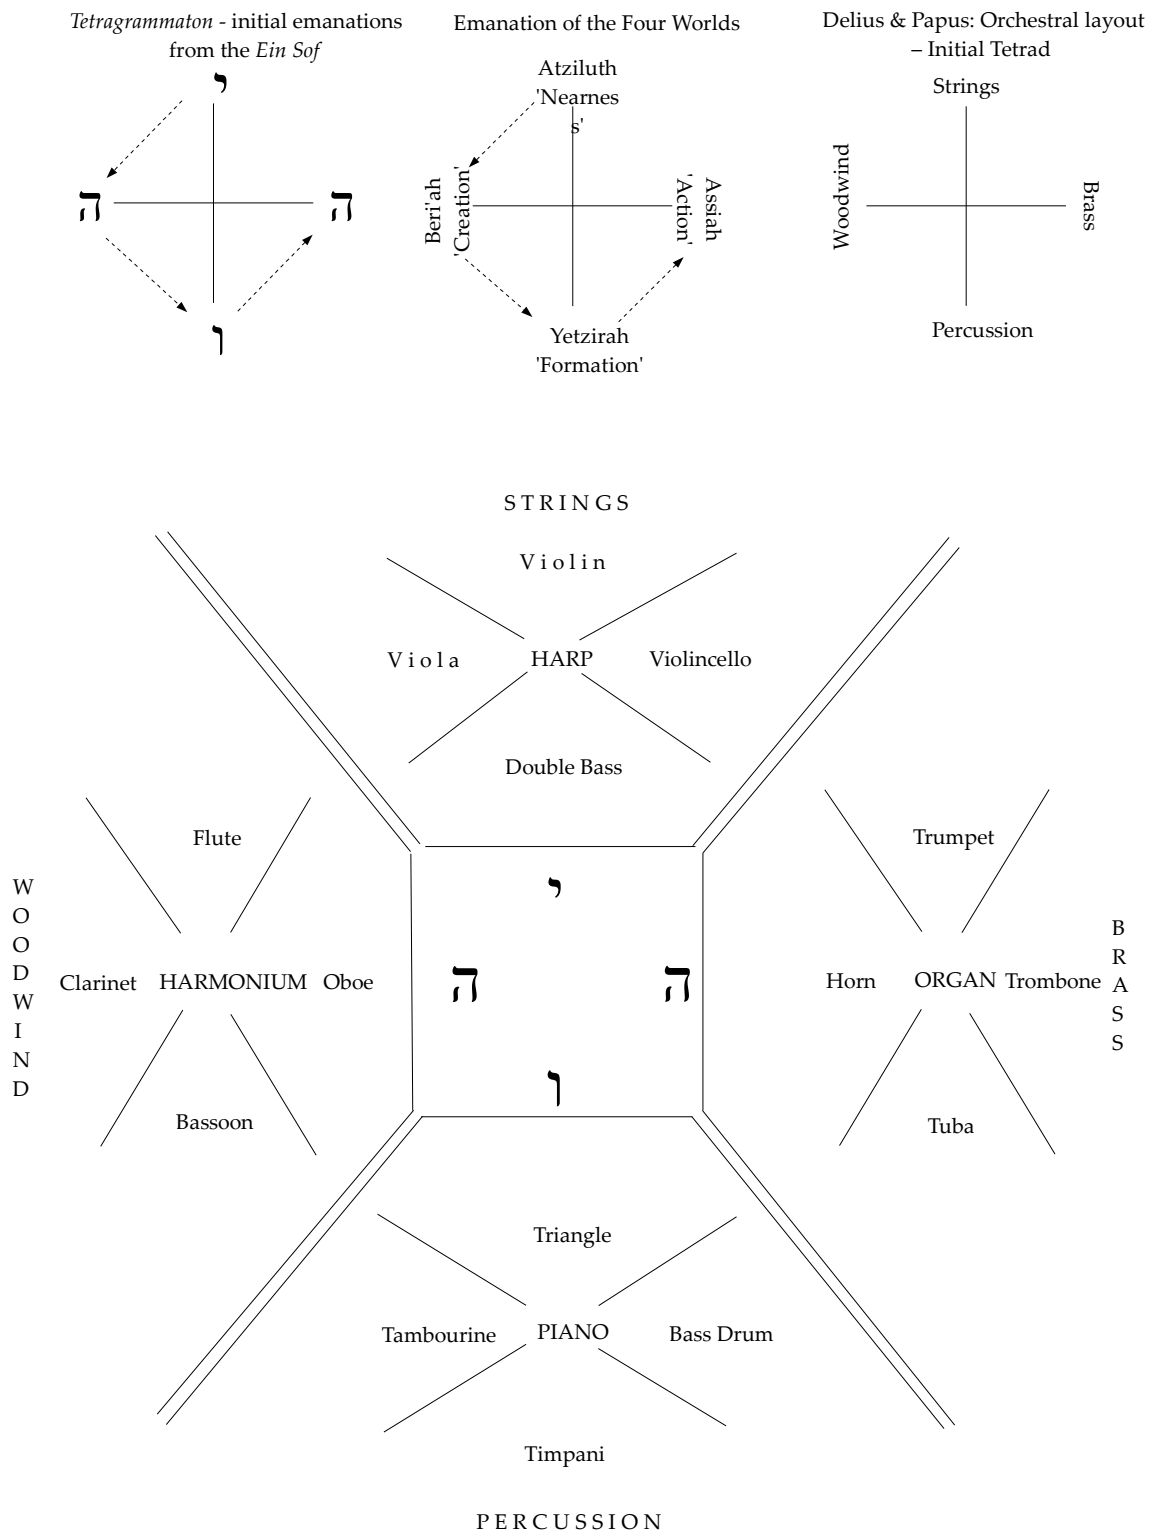 Tetragrammaton - initial emanations
from the Ein Sof
י
ה
ה
ו
Emanation of the Four Worlds
Atziluth
'Nearnes
s'
Beri'ah
'Creation'
Assiah
'Action'
Yetzirah
'Formation'
Delius & Papus: Orchestral layout
– Initial Tetrad
Strings
Woodwind
Brass
Percussion
STRINGS
Violin
Viola
HARP
Violincello
Double Bass
WOODWIND
Flute
Clarinet
HARMONIUM
Oboe
Bassoon
י
ה
ה
ו
Trumpet
Horn
ORGAN
Trombone
Tuba
BRASS
Triangle
Tambourine
PIANO
Bass Drum
Timpani
PERCUSSION